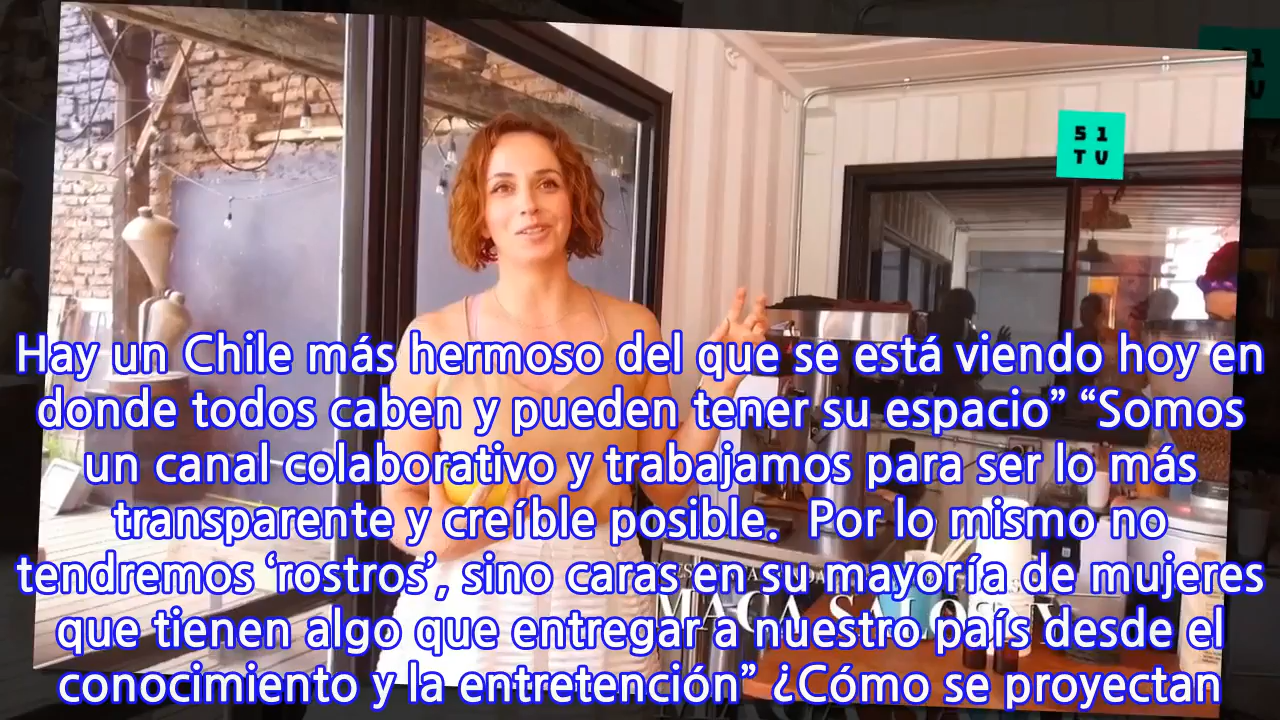 5 1
T V
Hay un Chile más hermoso del que se está viendo hoy en
donde todos caben y pueden tener su espacio” “Somos
un canal colaborativo y trabajamos para ser lo más
transparente y creíble posible. Por lo mismo no
tendremos ‘rostros’, sino caras en su mayoría de mujeres
que tienen algo que entregar a nuestro país desde el
conocimiento y la entretención” ¿Cómo se proyectan